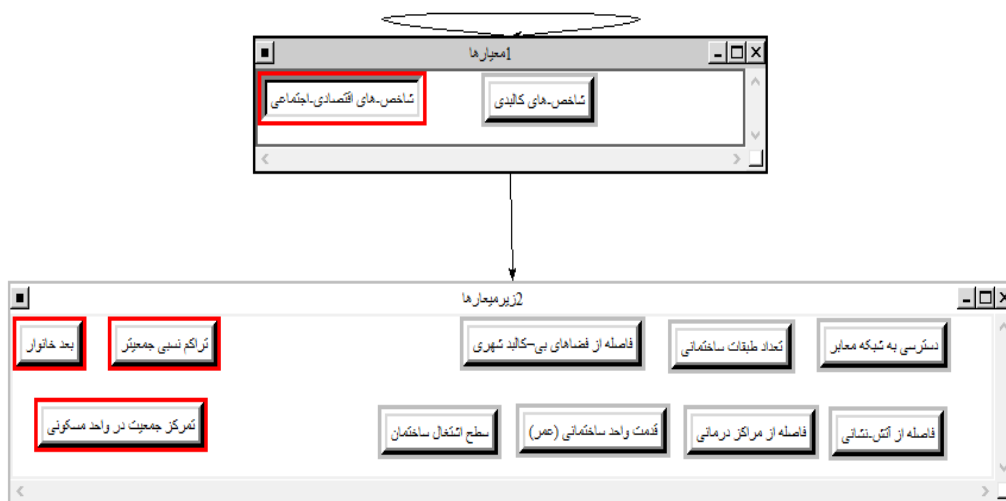 1معیارها
شاخص-های اقتصادی-اجتماعی
شاخص-های کالبدی
2زیرمیعارها
بعد خانوار
تراکم نسبی جمعیتر
فاصله از فضاهای بی-کالبد شهری
تعداد طبقات ساختمانی
دسترسی به شبکه معابر
تمرکز جمعیت در واحد مسکونی
سطح اشتغال ساختمان
قدمت واحد ساختمانی (عمر)
فاصله از مراکز درمانی
فاصله از آتش-نشانی